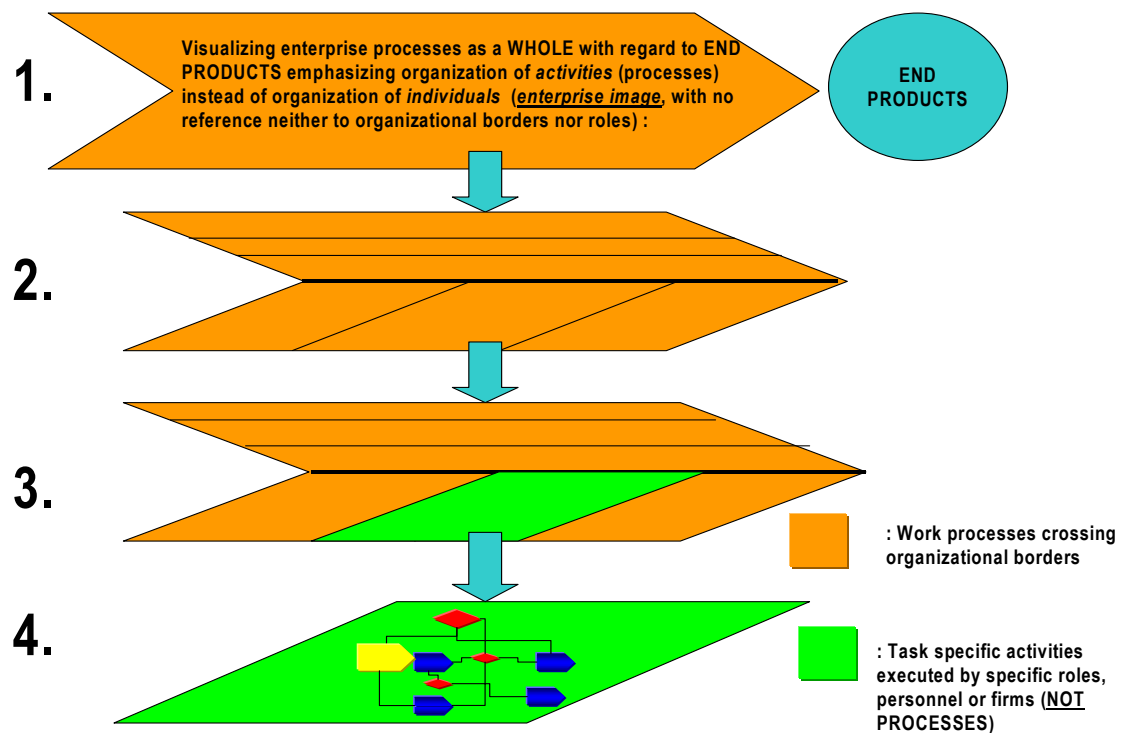 1.
Visualizing enterprise processes as a WHOLE with regard to END
PRODUCTS emphasizing organization of activities (processes)
instead of organization of individuals (enterprise image, with no
reference neither to organizational borders nor roles) :
END
PRODUCTS
2.
3.
: Work processes crossing
organizational borders
4.
: Task specific activities
executed by specific roles,
personnel or firms (NOT
PROCESSES)